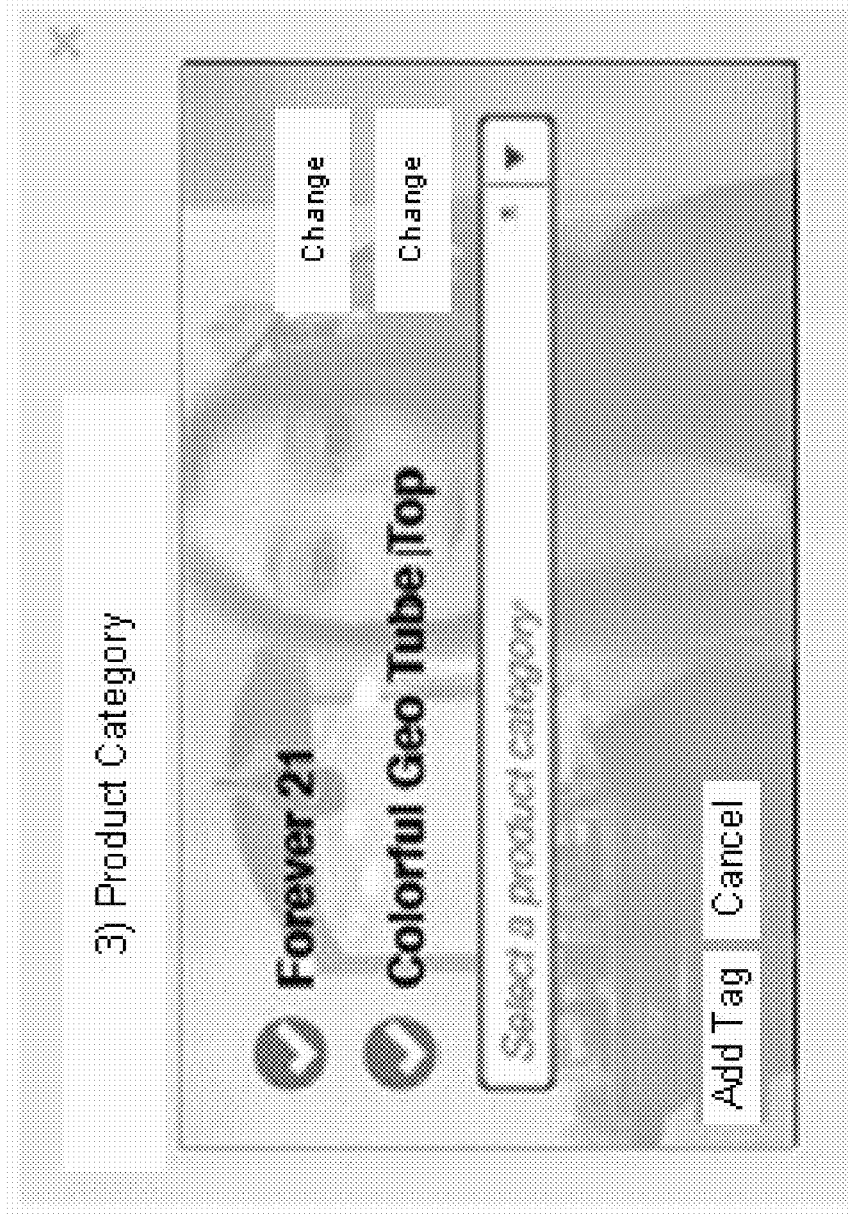 3) Product Category
Forever 21
Change
Colorful Geo Tube Top
Change
Select a product category
*
Add Tag
Cancel